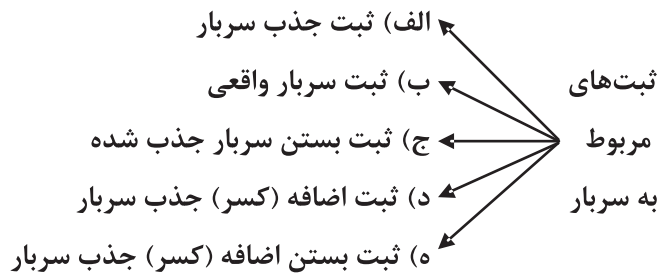 ثبت‌های
مربوط
به سربار
الف) ثبت جذب سربار
ب) ثبت سربار واقعی
ج) ثبت بستن سربار جذب شده
د) ثبت اضافه (کسر) جذب سربار
ه) ثبت بستن اضافه (کسر) جذب سربار